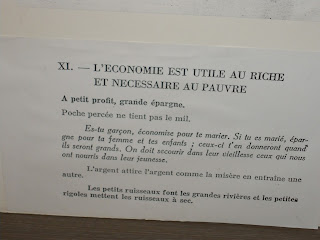 XI. — L'ECONOMIE EST UTILE AU RICHE
ET NECESSAIRE AU PAUVRE
A petit profit, grande épargne,
Poche percée ne tient pas le mil.
Es-tu garçon, économise pour te marier. Si tu es marié, épar-
gne pour ta femme et tes enfants ; ceux-ci t'en donneront quand
ils seront grands. On doit secourir dans leur vieillesse ceux qui nous
ont nourris dans leur jeunesse.
L'argent attire l'argent comme la misère en entraîne une
autre.
Les petits ruisseaux font les grandes rivières et les petites
rigoles mettent les ruisseaux à sec,